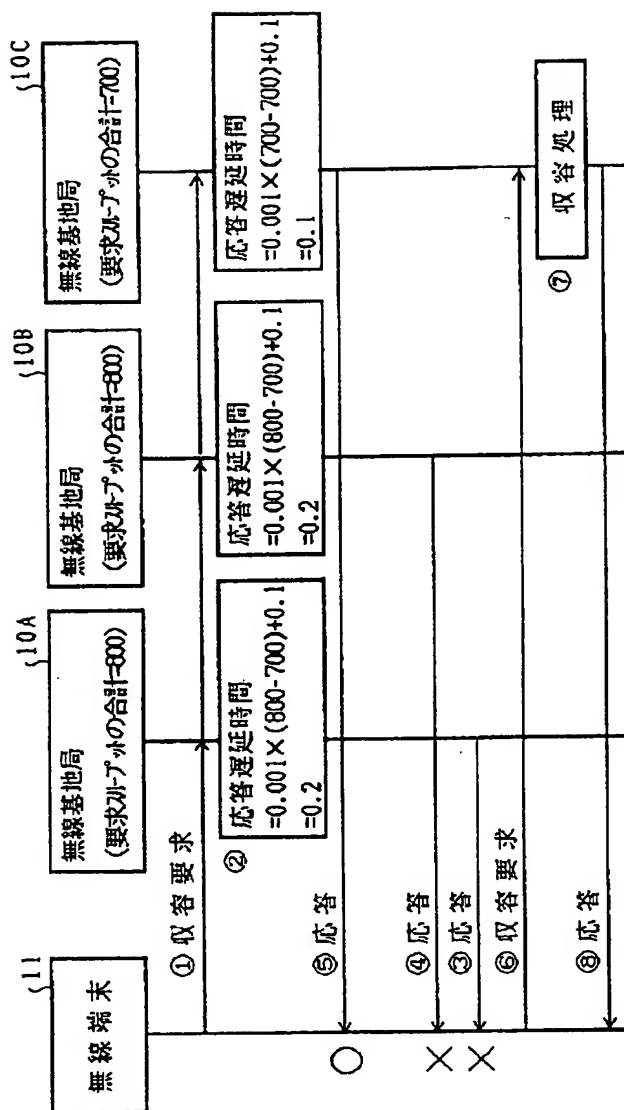 11
無線端末
10A
無線基地局
(要求スループットの合計=800)
10B
無線基地局
(要求スループットの合計=800)
10C
無線基地局
(要求スループットの合計=700)
①収容要求
②
応答遅延時間
=0.001×(800-700)+0.1
=0.2
応答遅延時間
=0.001×(800-700)+0.1
=0.2
応答遅延時間
=0.001×(700-700)+0.1
=0.1
⑤応答
○
④応答
×
③応答
×
⑥収容要求
⑦
収容処理
⑧応答